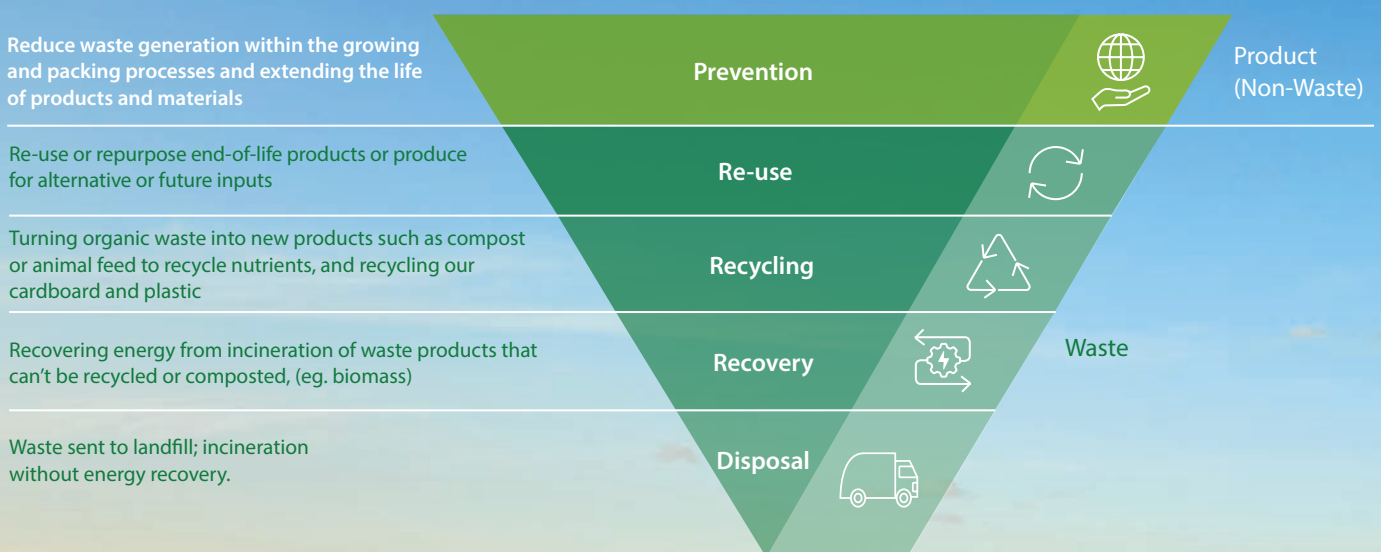 Reduce waste generation within the growing
and packing processes and extending the life
of products and materials
Prevention
Product
(Non-Waste)
Re-use or repurpose end-of-life products or produce
for alternative or future inputs
Re-use
Turning organic waste into new products such as compost
or animal feed to recycle nutrients, and recycling our
cardboard and plastic
Recycling
Recovering energy from incineration of waste products that
can't be recycled or composted, (eg. biomass)
Recovery
Waste
Waste sent to landfill; incineration
without energy recovery.
Disposal